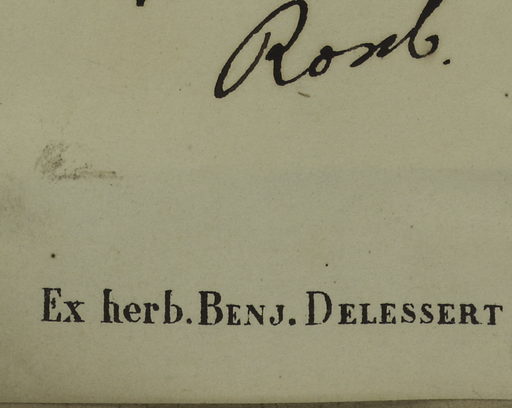 Roxb.
Ex herb. BENJ. DELESSERT